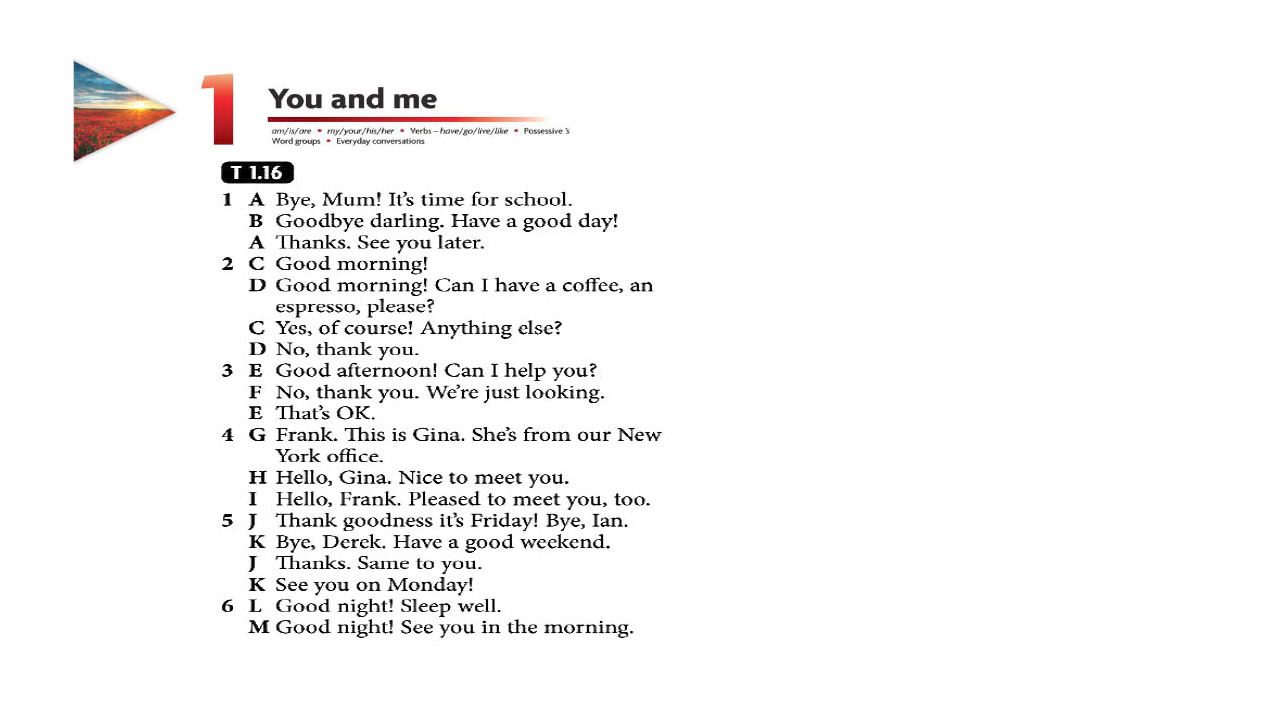 1
You and me
am/is/are • my/your/his/her • Verbs – have/go/live/like • Possessive 's
Word groups • Everyday conversations
T 1.16
1 A Bye, Mum! It's time for school.
B Goodbye darling. Have a good day!
A Thanks. See you later.
2 C Good morning!
D Good morning! Can I have a coffee, an
espresso, please?
C Yes, of course! Anything else?
D No, thank you.
3 E Good afternoon! Can I help you?
F No, thank you. We're just looking.
E That's OK.
4 G Frank. This is Gina. She's from our New
York office.
H Hello, Gina. Nice to meet you.
I Hello, Frank. Pleased to meet you, too.
5 J Thank goodness it's Friday! Bye, Ian.
K Bye, Derek. Have a good weekend.
J Thanks. Same to you.
K See you on Monday!
6 L Good night! Sleep well.
M Good night! See you in the morning.